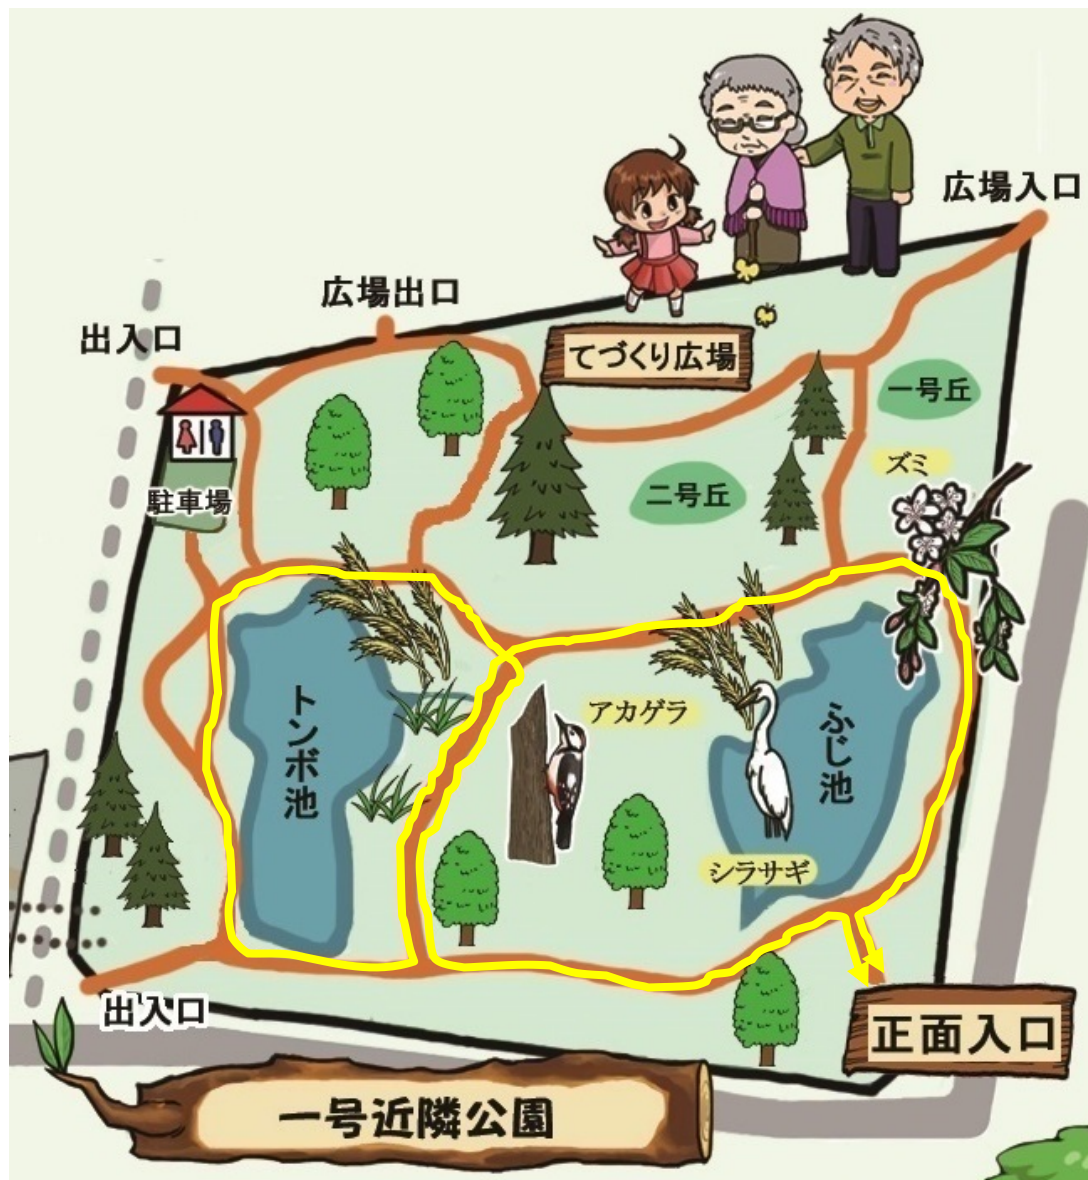 広場入口
広場出口
出入口
てづくり広場
一号丘
ズミ
二号丘
駐車場
トンボ池
アカゲラ
ふじ池
シラサギ
出入口
正面入口
一号近隣公園